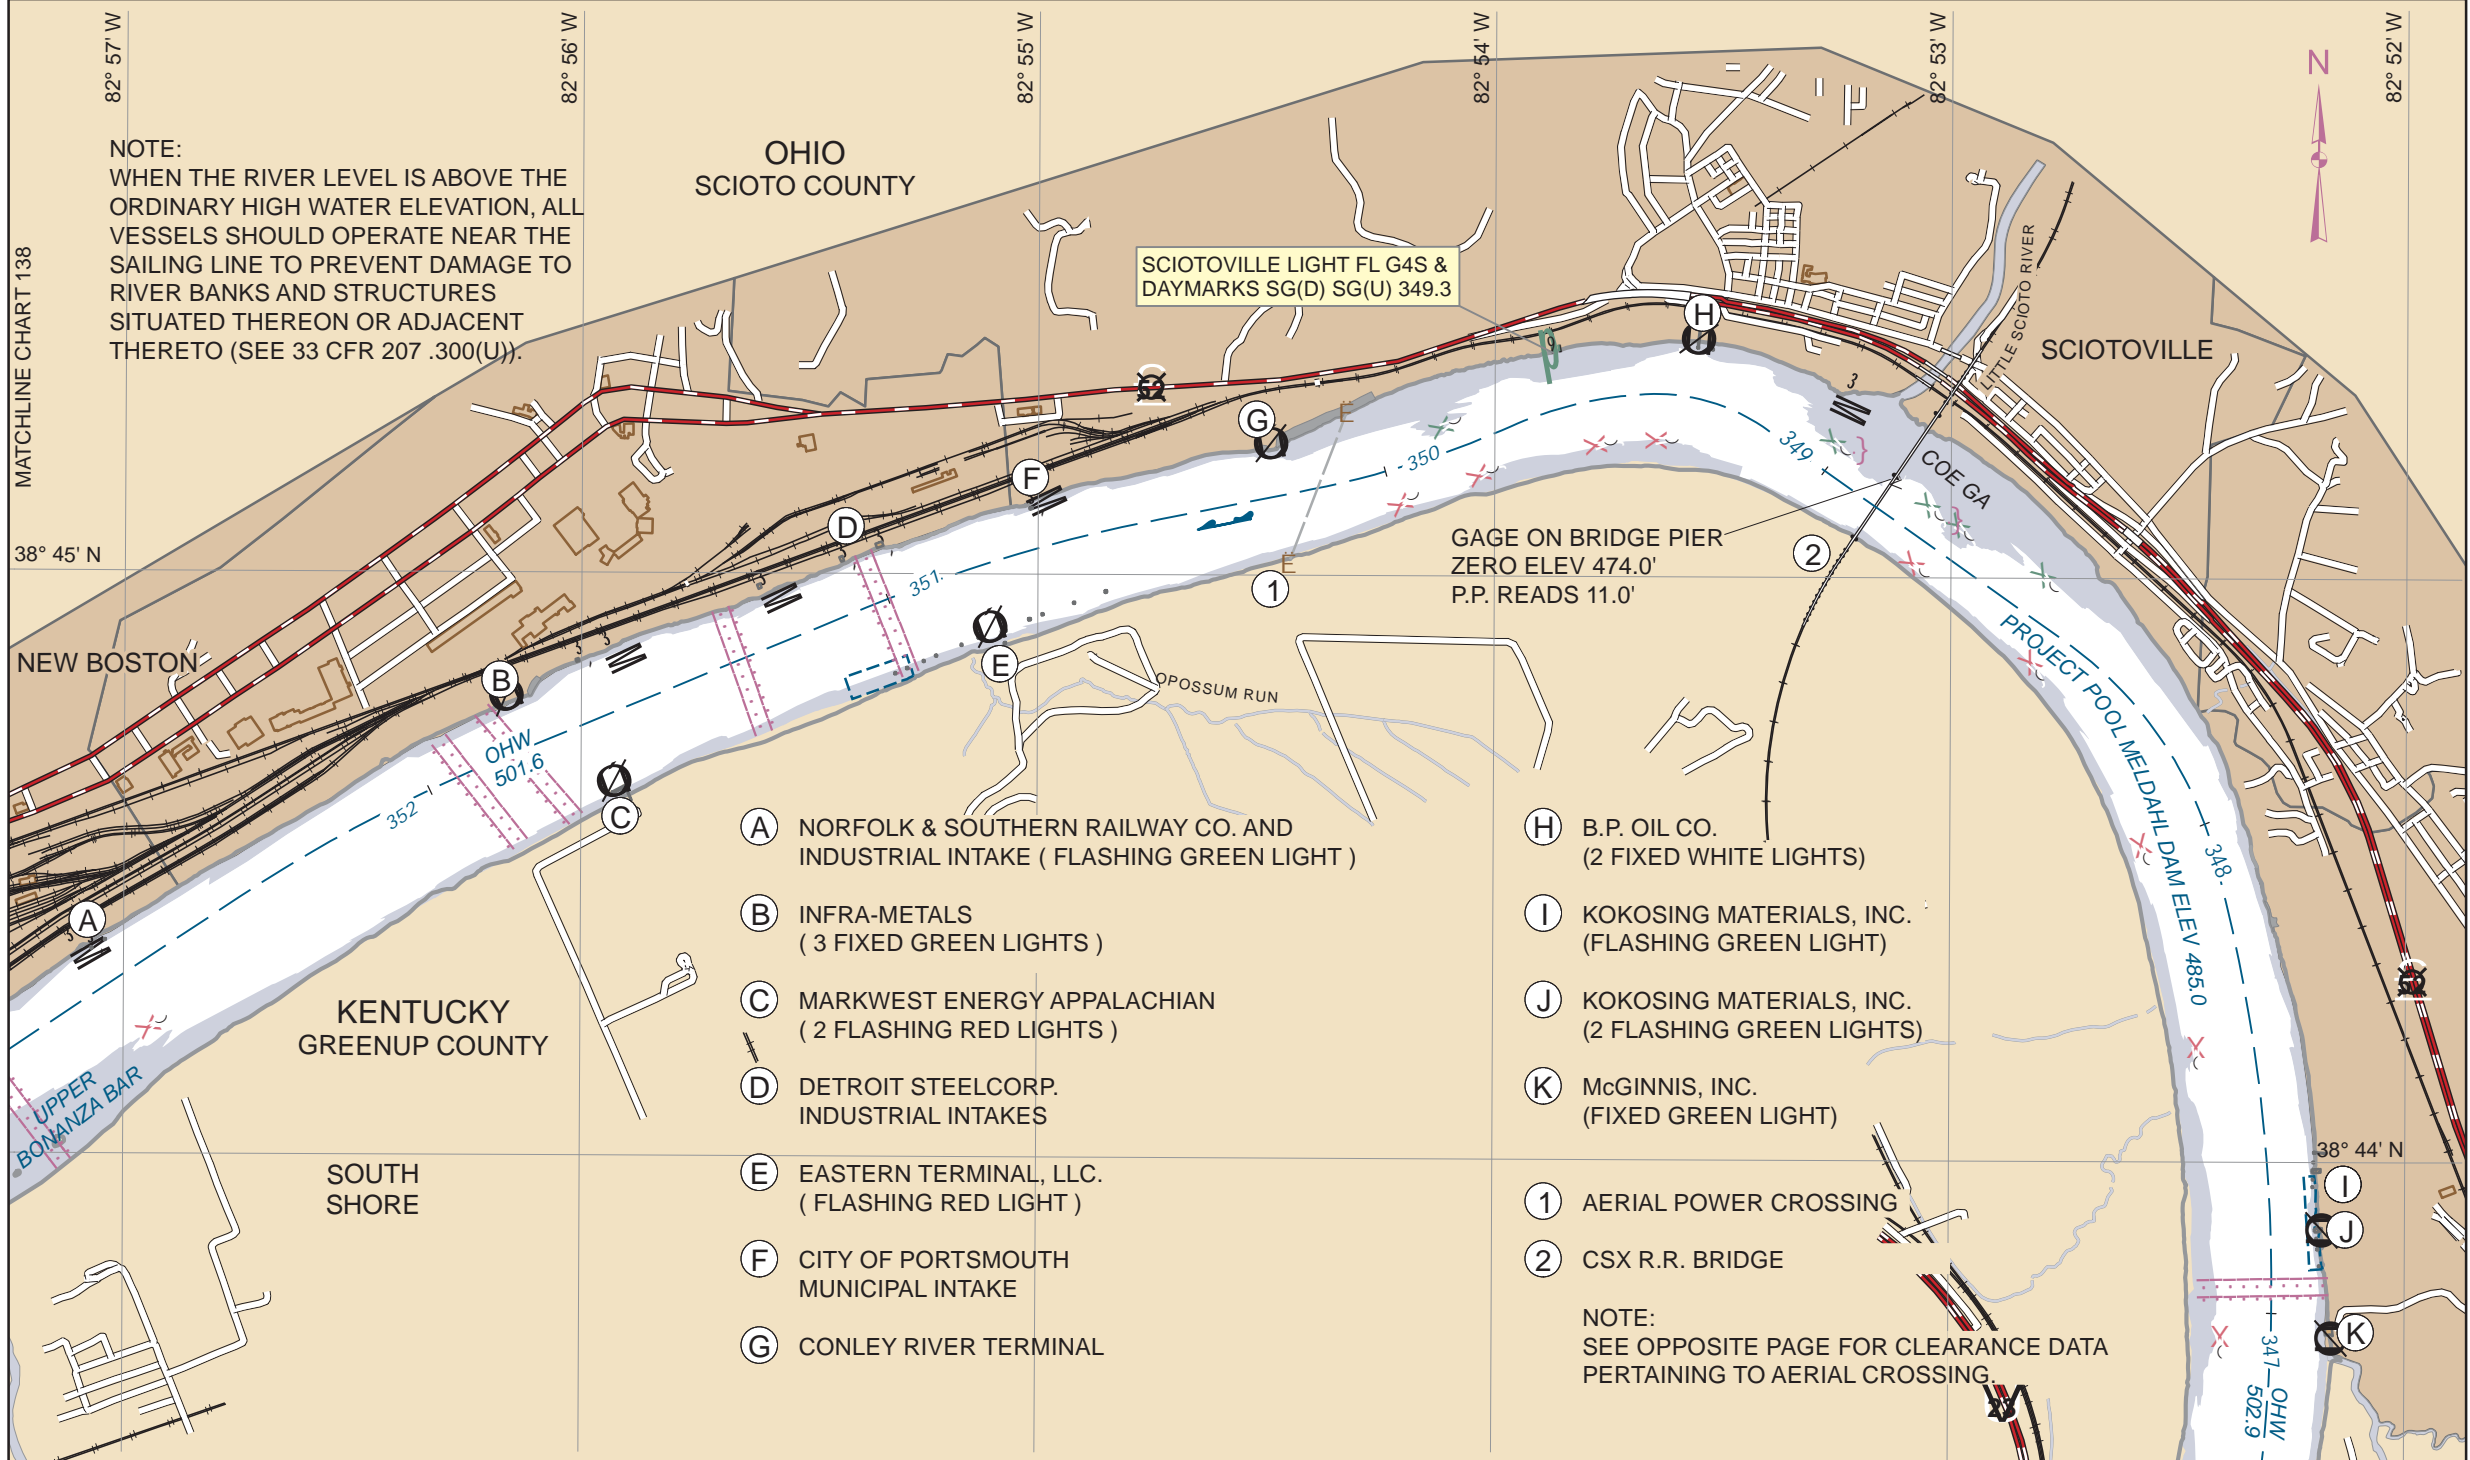 82° 57' W
82° 56' W
82° 55' W
82° 54' W
82° 53' W
82° 52' W
N
NOTE:
WHEN THE RIVER LEVEL IS ABOVE THE
ORDINARY HIGH WATER ELEVATION, ALL
VESSELS SHOULD OPERATE NEAR THE
SAILING LINE TO PREVENT DAMAGE TO
RIVER BANKS AND STRUCTURES
SITUATED THEREON OR ADJACENT
THERETO (SEE 33 CFR 207 .300(U)).
MATCHLINE CHART 138
OHIO
SCIOTO COUNTY
SCIOTOVILLE LIGHT FL G4S &
DAYMARKS SG(D) SG(U) 349.3
LITTLE SCIOTO RIVER
SCIOTOVILLE
H
52
G
F
D
B
A
C
E
1
2
350
349
351
352
348
347
COE GA
GAGE ON BRIDGE PIER
ZERO ELEV 474.0'
P.P. READS 11.0'
38° 45' N
NEW BOSTON
OPOSSUM RUN
OHW
501.6
PROJECT POOL MELDAHL DAM ELEV 485.0
KENTUCKY
GREENUP COUNTY
UPPER
BONANZA BAR
SOUTH
SHORE
A NORFOLK & SOUTHERN RAILWAY CO. AND
INDUSTRIAL INTAKE ( FLASHING GREEN LIGHT )
B INFRA-METALS
( 3 FIXED GREEN LIGHTS )
C MARKWEST ENERGY APPALACHIAN
( 2 FLASHING RED LIGHTS )
D DETROIT STEELCORP.
INDUSTRIAL INTAKES
E EASTERN TERMINAL, LLC.
( FLASHING RED LIGHT )
F CITY OF PORTSMOUTH
MUNICIPAL INTAKE
G CONLEY RIVER TERMINAL
H B.P. OIL CO.
(2 FIXED WHITE LIGHTS)
I KOKOSING MATERIALS, INC.
(FLASHING GREEN LIGHT)
J KOKOSING MATERIALS, INC.
(2 FLASHING GREEN LIGHTS)
K McGINNIS, INC.
(FIXED GREEN LIGHT)
1 AERIAL POWER CROSSING
2 CSX R.R. BRIDGE
NOTE:
SEE OPPOSITE PAGE FOR CLEARANCE DATA
PERTAINING TO AERIAL CROSSING.
23
38° 44' N
I
J
K
OHW
502.9